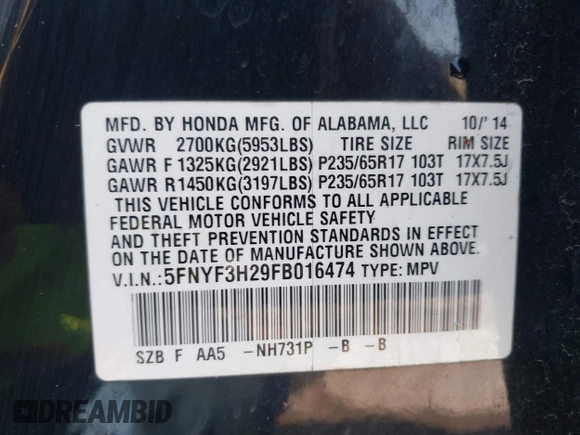 MFD. BY HONDA MFG. OF ALABAMA, LLC 10/'14
GVWR 2700KG(5953LBS) TIRE SIZE RIM SIZE
GAWR F 1325KG(2921LBS) P235/65R17 103T 17X7.5J
GAWR R 1450KG(3197LBS) P235/65R17 103T 17X7.5J
THIS VEHICLE CONFORMS TO ALL APPLICABLE
FEDERAL MOTOR VEHICLE SAFETY
AND THEFT PREVENTION STANDARDS IN EFFECT
ON THE DATE OF MANUFACTURE SHOWN ABOVE.
V.I.N.: 5FNYF3H29FB016474 TYPE: MPV
SZB F AA5 -NH731P -B -B
DREAMBID